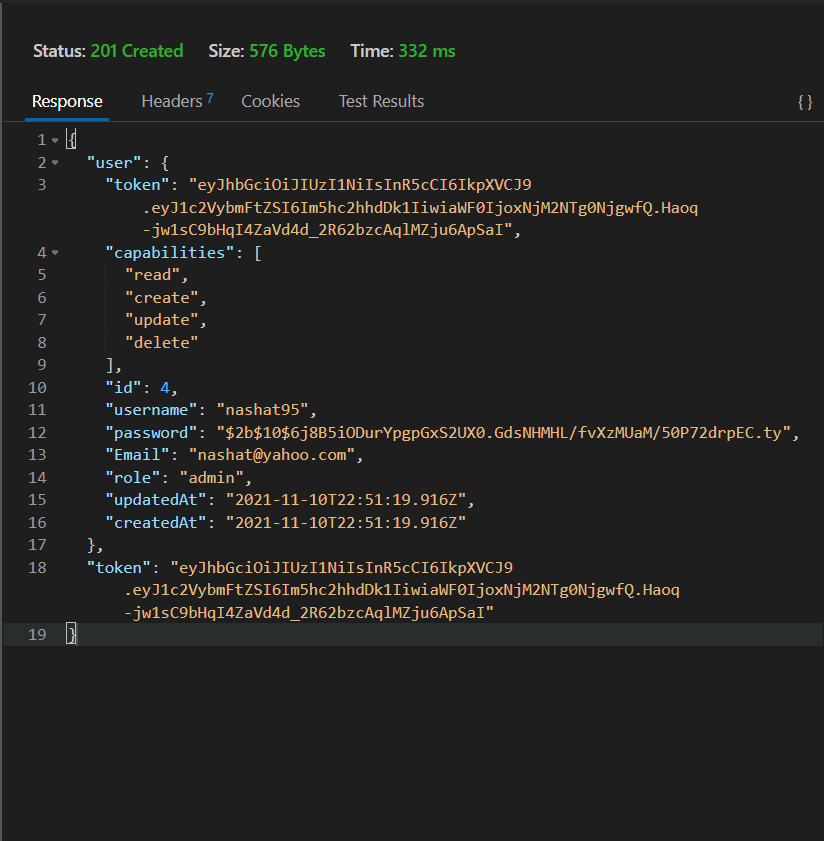 Status: 201 Created Size: 576 Bytes Time: 332 ms
Response Headers 7 Cookies Test Results { }
1 {
2 "user": {
3 "token": "eyJhbGciOiJIUzI1NiIsInR5cCI6IkpXVCJ9
.eyJ1c2VybmFtZSI6Im5hc2hhdDk1IiwiaWF0IjoxNjM2NTg0NjgwfQ.Haoq
-jw1sC9bHqI4ZaVd4d_2R62bzcAqlMZju6ApSaI",
4 "capabilities": [
5 "read",
6 "create",
7 "update",
8 "delete"
9 ],
10 "id": 4,
11 "username": "nashat95",
12 "password": "$2b$10$6j8B5iODurYpgpGxS2UX0.GdsNHMHL/fvXzMUaM/50P72drpEC.ty",
13 "Email": "nashat@yahoo.com",
14 "role": "admin",
15 "updatedAt": "2021-11-10T22:51:19.916Z",
16 "createdAt": "2021-11-10T22:51:19.916Z"
17 },
18 "token": "eyJhbGciOiJIUzI1NiIsInR5cCI6IkpXVCJ9
.eyJ1c2VybmFtZSI6Im5hc2hhdDk1IiwiaWF0IjoxNjM2NTg0NjgwfQ.Haoq
-jw1sC9bHqI4ZaVd4d_2R62bzcAqlMZju6ApSaI"
19 }